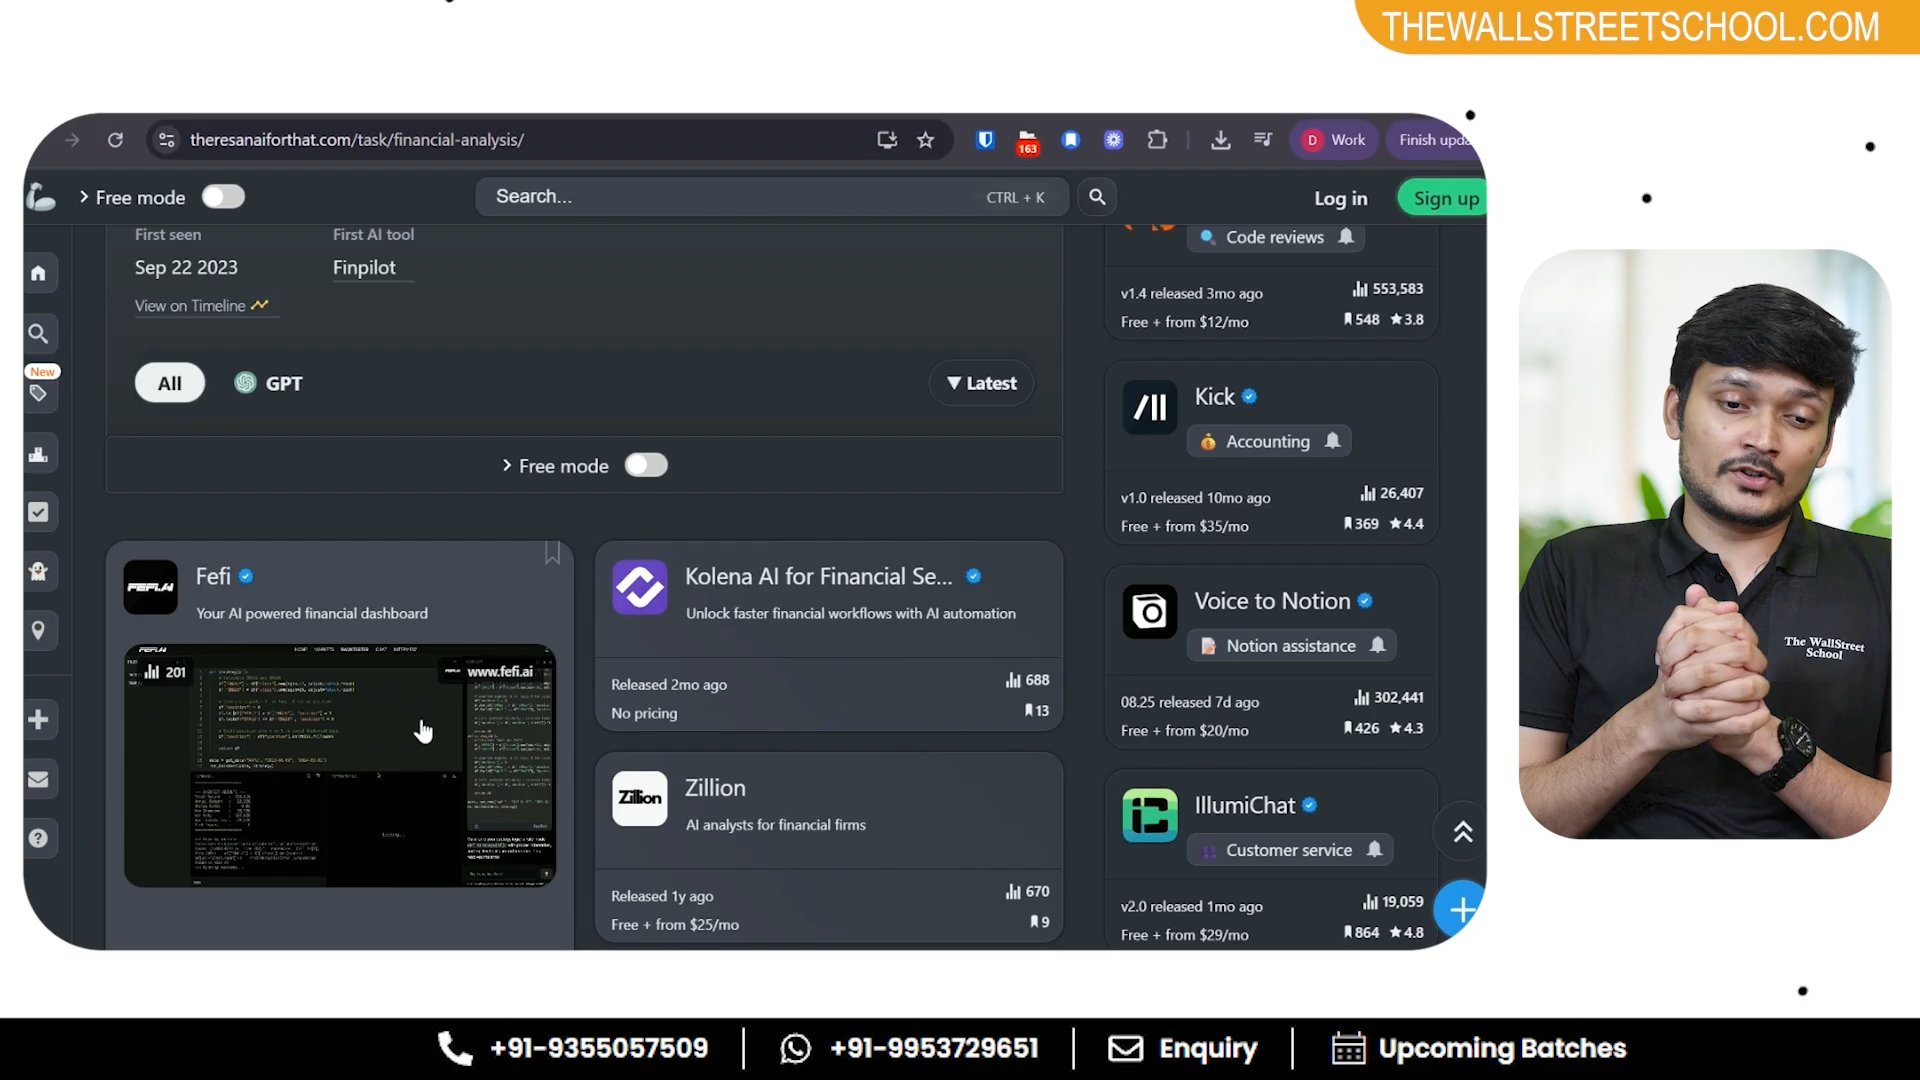 THEWALLSTREETSCHOOL.COM
theresanaiforthat.com/task/financial-analysis/
163
D Work
Finish upda
Free mode
Search...
CTRL + K
Log in
Sign up
New
First seen
First AI tool
Sep 22 2023
Finpilot
View on Timeline
All
GPT
Latest
Free mode
FEFI.AI
Fefi
Your AI powered financial dashboard
201
www.fefi.ai
Kolena AI for Financial Se...
Unlock faster financial workflows with AI automation
Released 2mo ago
688
No pricing
13
Zillion
Zillion
AI analysts for financial firms
Released 1y ago
670
Free + from $25/mo
9
Code reviews
v1.4 released 3mo ago
553,583
Free + from $12/mo
548
3.8
Kick
Accounting
v1.0 released 10mo ago
26,407
Free + from $35/mo
369
4.4
Voice to Notion
Notion assistance
08.25 released 7d ago
302,441
Free + from $20/mo
426
4.3
IllumiChat
Customer service
v2.0 released 1mo ago
19,059
Free + from $29/mo
864
4.8
The WallStreet
School
+91-9355057509
+91-9953729651
Enquiry
Upcoming Batches